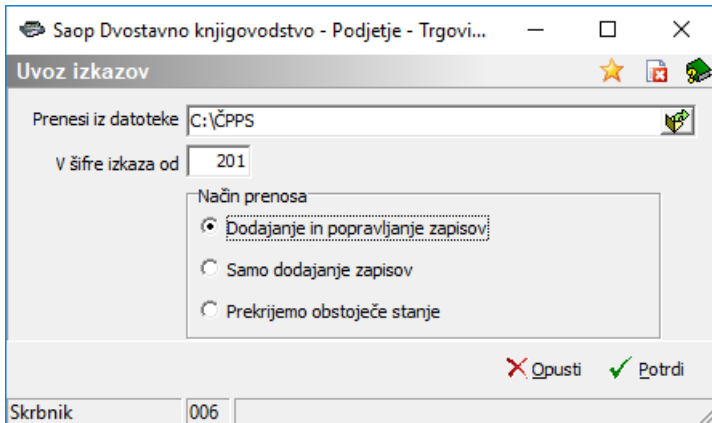 Saop Dvostavno knjigovodstvo - Podjetje - Trgovi...
Uvoz izkazov
Prenesi iz datoteke C:\ČPPS
V šifre izkaza od 201
Način prenosa
Dodajanje in popravljanje zapisov
Samo dodajanje zapisov
Prekrijemo obstoječe stanje
Opusti Potrdi
Skrbnik 006